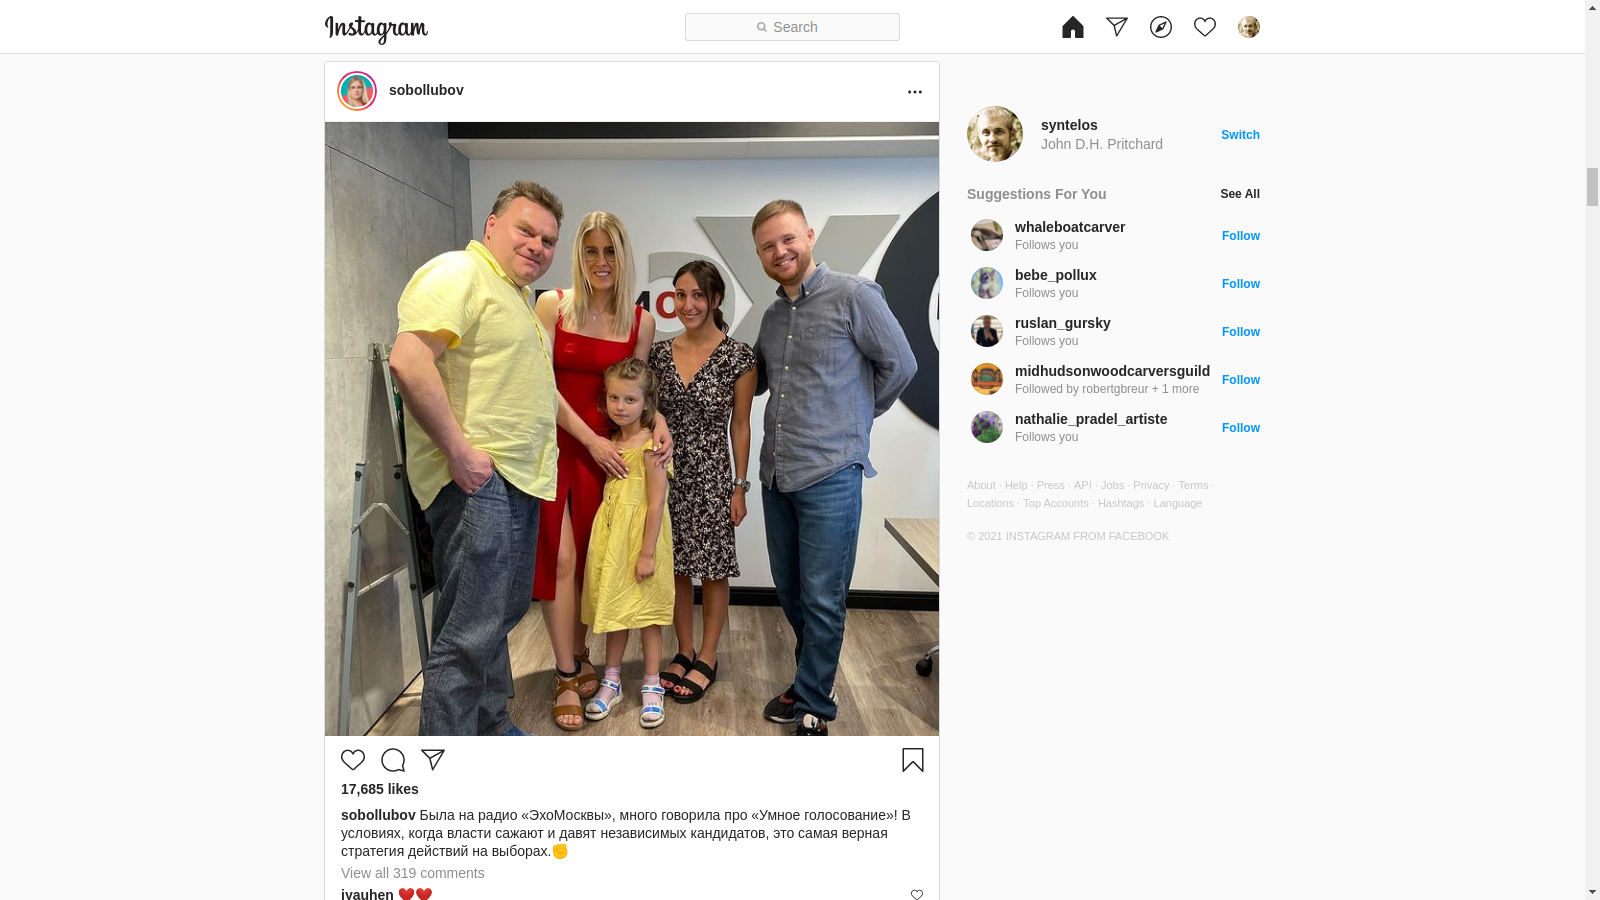 Instagram
Search
sobollubov
syntelos
John D.H. Pritchard
Switch
Suggestions For You
See All
whaleboatcarver
Follows you
Follow
bebe_pollux
Follows you
Follow
ruslan_gursky
Follows you
Follow
midhudsonwoodcarversguild
Followed by robertgbreur + 1 more
Follow
nathalie_pradel_artiste
Follows you
Follow
About · Help · Press · API · Jobs · Privacy · Terms ·
Locations · Top Accounts · Hashtags · Language
© 2021 INSTAGRAM FROM FACEBOOK
17,685 likes
sobollubov Была на радио «ЭхоМосквы», много говорила про «Умное голосование»! В
условиях, когда власти сажают и давят независимых кандидатов, это самая верная
стратегия действий на выборах.✊
View all 319 comments
iyauhen ❤️❤️